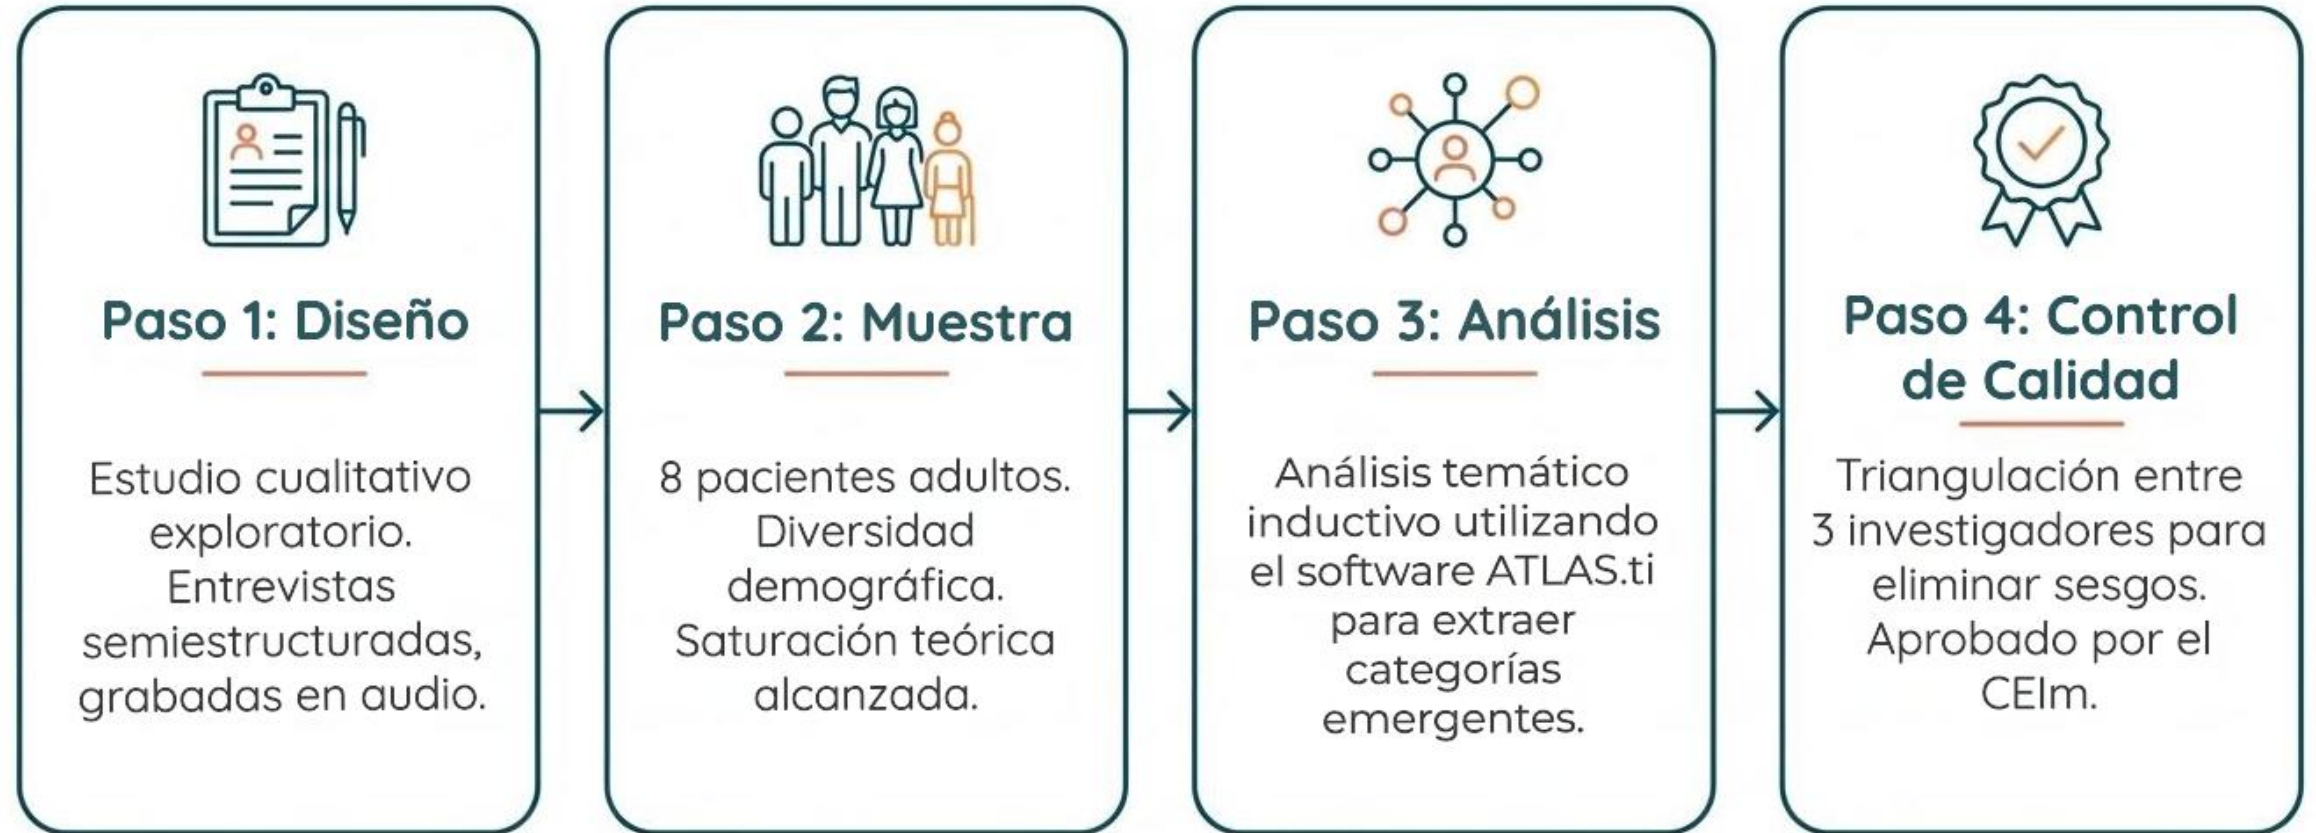 Paso 1: Diseño
Estudio cualitativo
exploratorio.
Entrevistas
semiestructuradas,
grabadas en audio.
Paso 2: Muestra
8 pacientes adultos.
Diversidad
demográfica.
Saturación teórica
alcanzada.
Paso 3: Análisis
Análisis temático
inductivo utilizando
el software ATLAS.ti
para extraer
categorías
emergentes.
Paso 4: Control
de Calidad
Triangulación entre
3 investigadores para
eliminar sesgos.
Aprobado por el
CEIm.